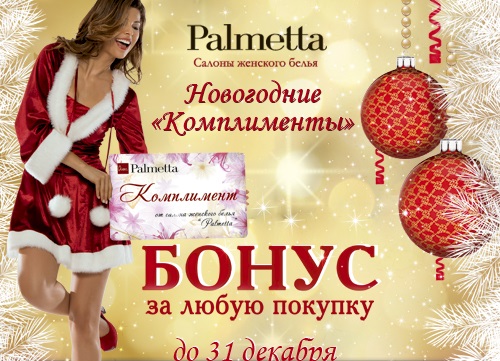 Palmetta
Салоны женского белья
Новогодние
«Комплименты»
Palmetta
Комплимент
от салона женского белья
Palmetta
БОНУС
за любую покупку
до 31 декабря